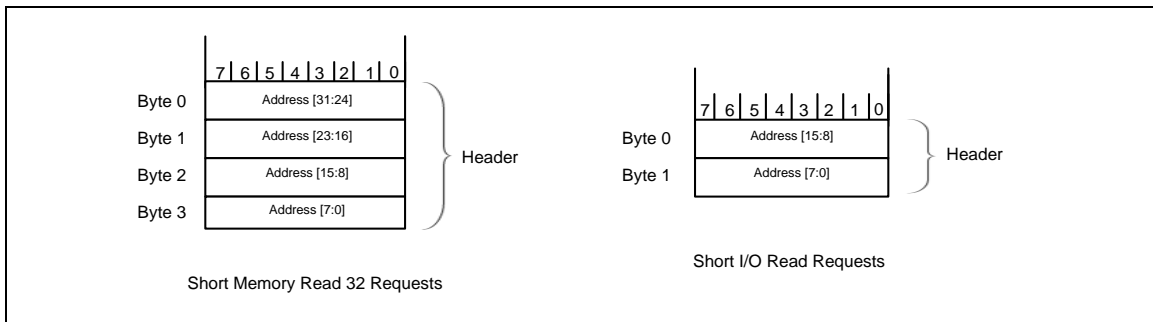 7 6 5 4 3 2 1 0
Byte 0 Address [31:24]
Byte 1 Address [23:16]
Byte 2 Address [15:8]
Byte 3 Address [7:0]
Header
Short Memory Read 32 Requests
7 6 5 4 3 2 1 0
Byte 0 Address [15:8]
Byte 1 Address [7:0]
Header
Short I/O Read Requests